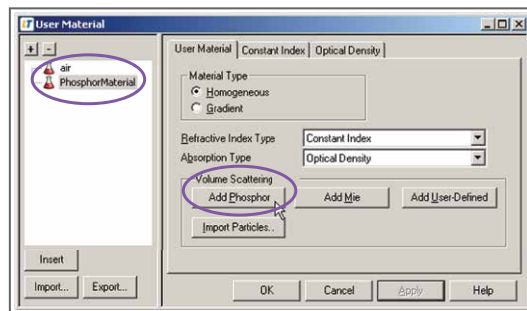 LT User Material
+ -
air
PhosphorMaterial
Insert
Import... Export...
User Material Constant Index Optical Density
Material Type
Homogeneous
Gradient
Refractive Index Type Constant Index
Absorption Type Optical Density
Volume Scattering
Add Phosphor Add Mie Add User-Defined
Import Particles..
OK Cancel Apply Help